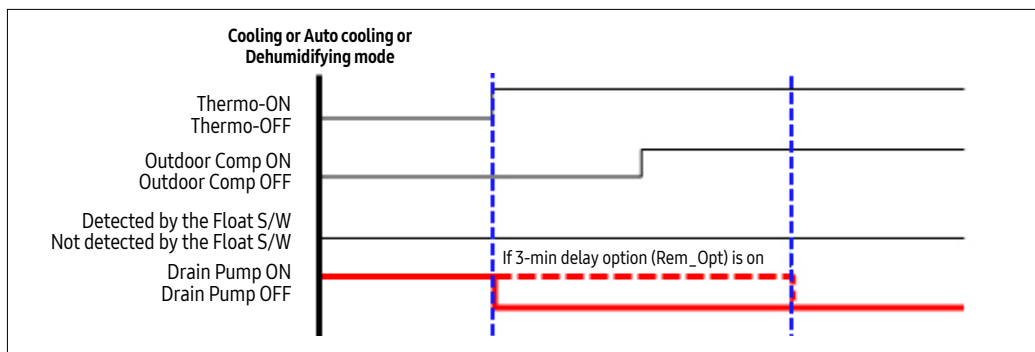 Cooling or Auto cooling or
Dehumidifying mode
Thermo-ON
Thermo-OFF
Outdoor Comp ON
Outdoor Comp OFF
Detected by the Float S/W
Not detected by the Float S/W
If 3-min delay option (Rem_Opt) is on
Drain Pump ON
Drain Pump OFF